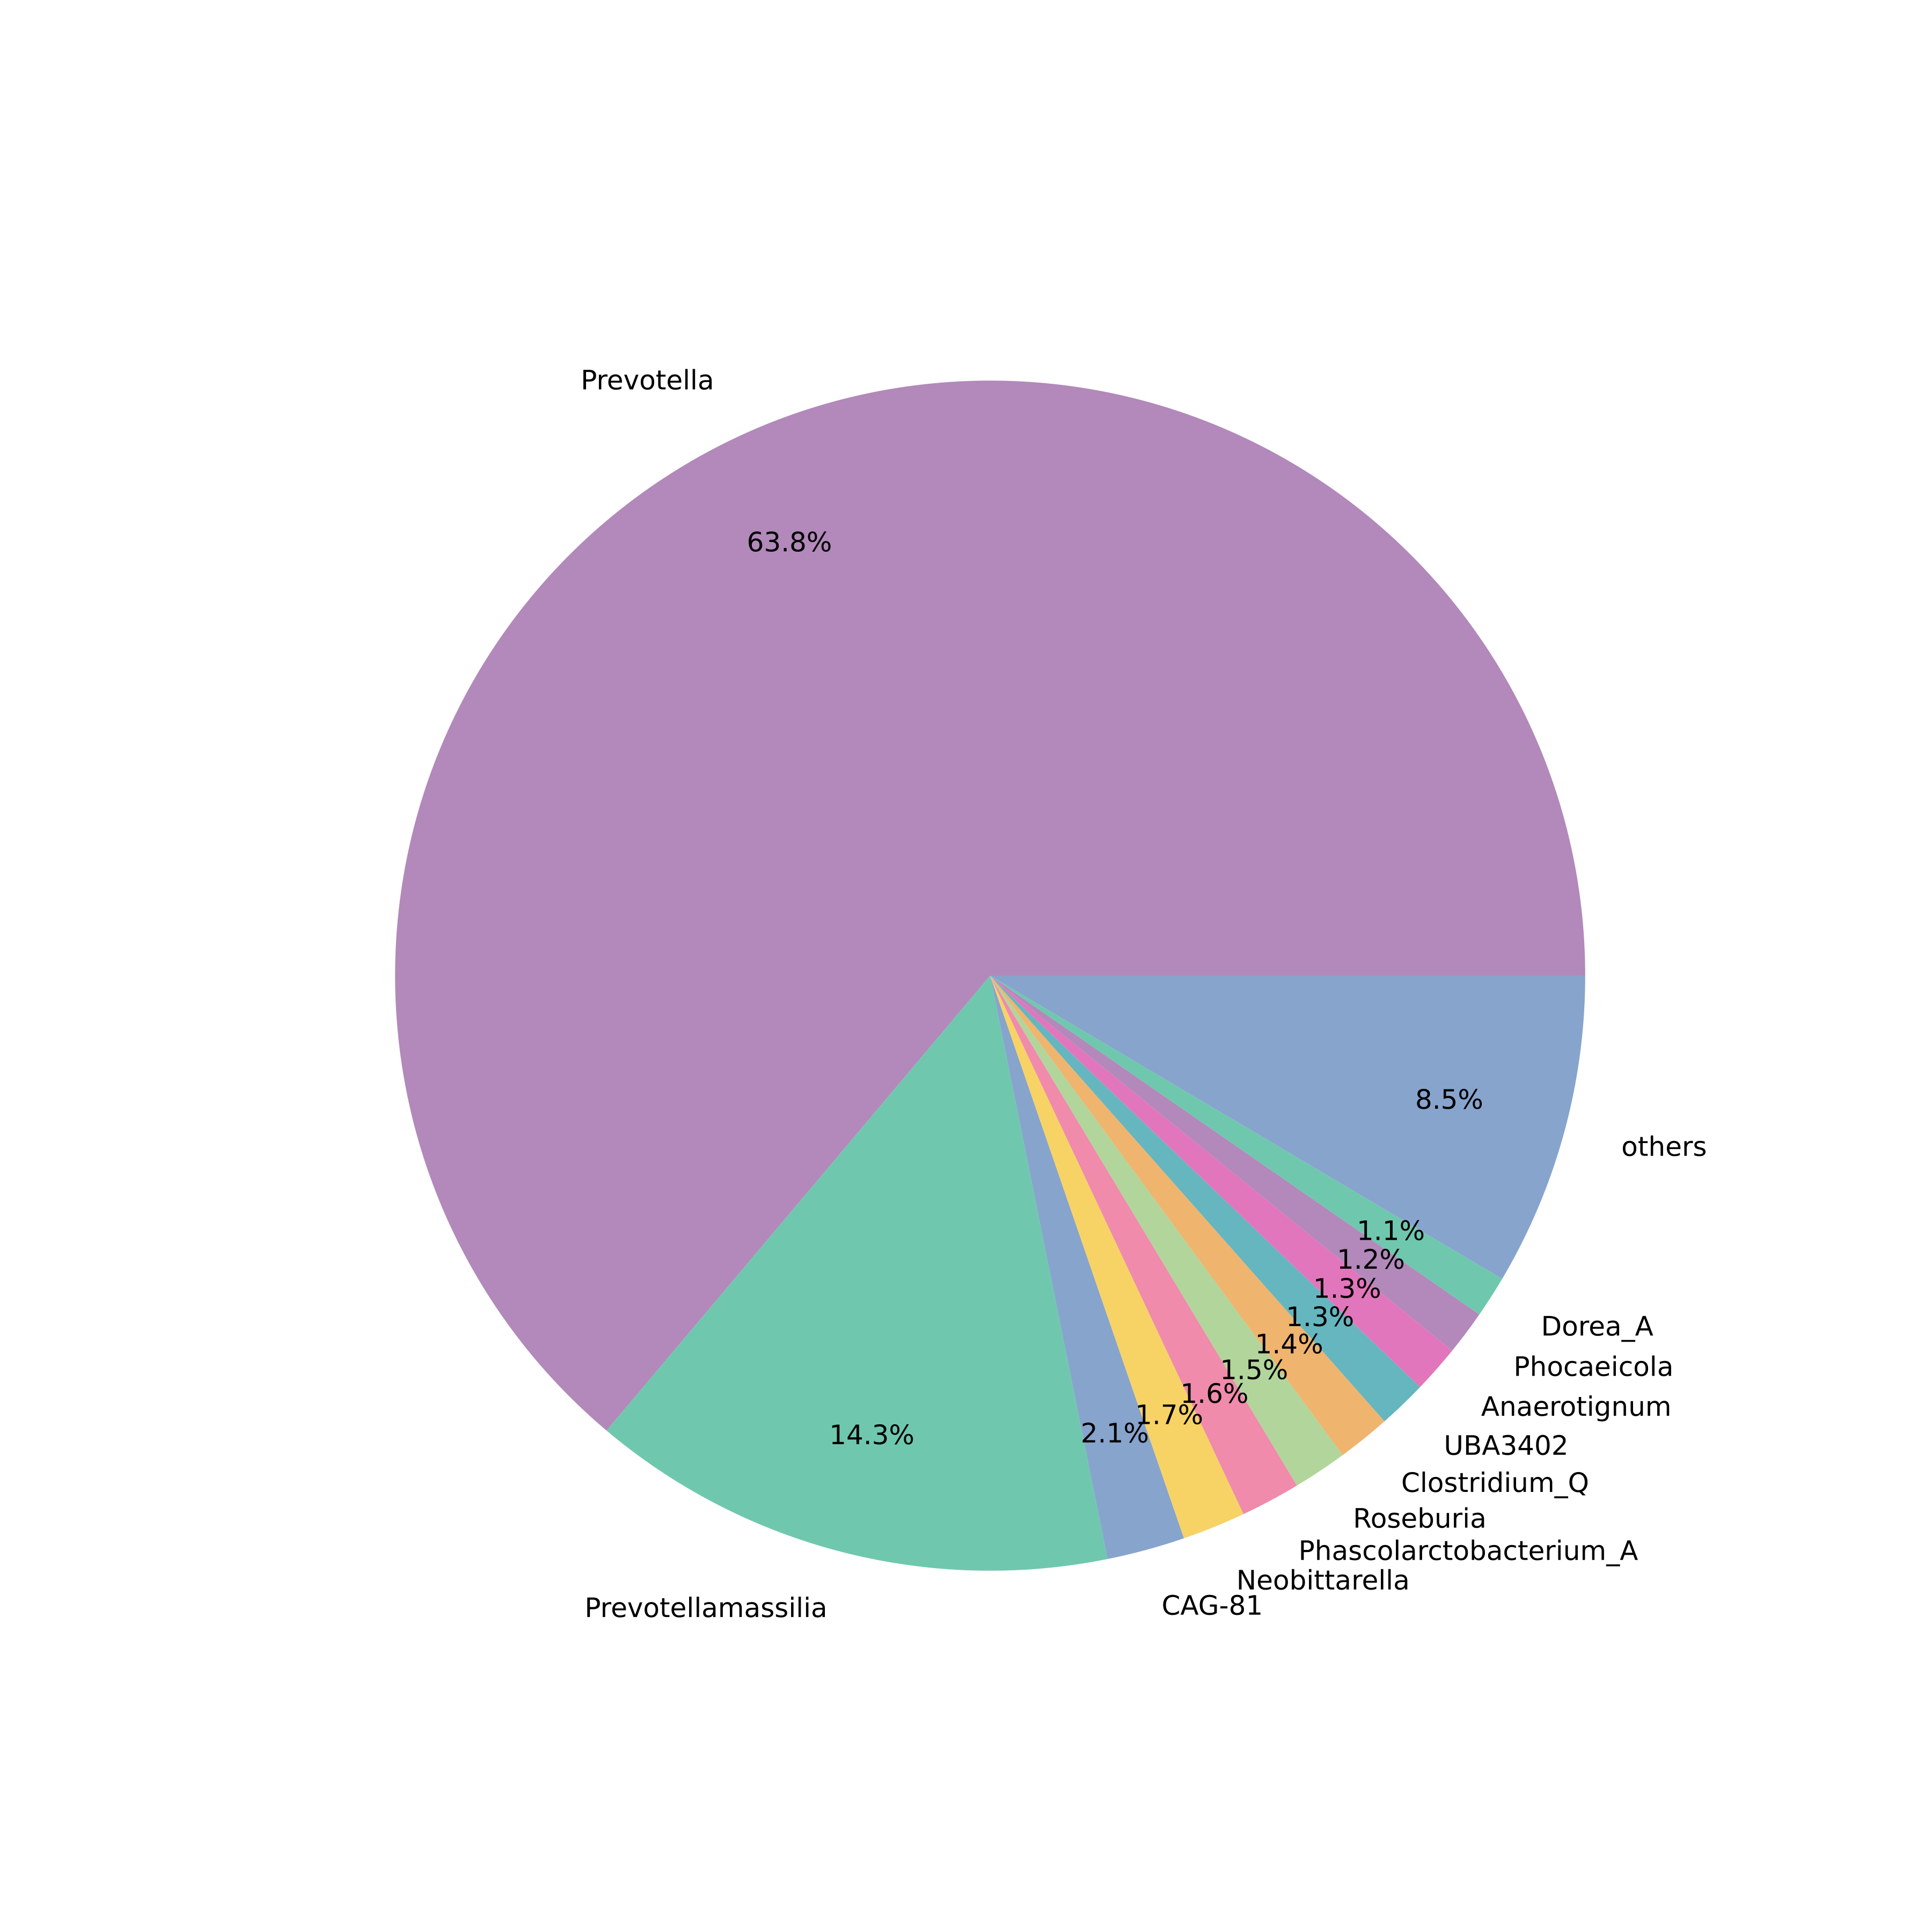 Prevotella
63.8%
8.5%
others
1.1%
1.2%
1.3%
1.3%
1.4%
1.5%
1.6%
1.7%
2.1%
14.3%
Dorea_A
Phocaeicola
Anaerotignum
UBA3402
Clostridium_Q
Roseburia
Phascolarctobacterium_A
Neobittarella
CAG-81
Prevotellamassilia